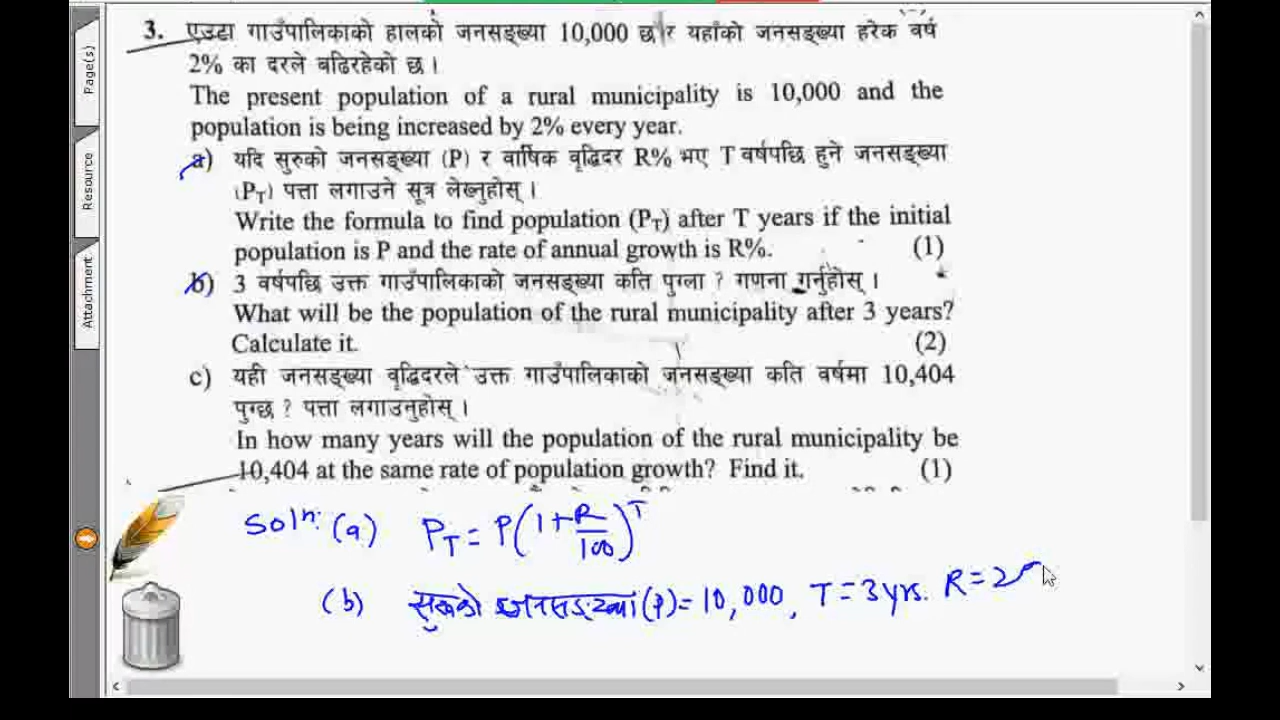 Page(s)
Resource
Attachment
3. एउटा गाउँपालिकाको हालको जनसङ्ख्या 10,000 छ र यहाँको जनसङ्ख्या हरेक वर्ष
2% का दरले बढिरहेको छ ।
The present population of a rural municipality is 10,000 and the
population is being increased by 2% every year.
a) यदि सुरुको जनसङ्ख्या (P) र वार्षिक वृद्धिदर R% भए T वर्षपछि हुने जनसङ्ख्या
(P_T) पत्ता लगाउने सूत्र लेख्नुहोस् ।
Write the formula to find population (P_T) after T years if the initial
population is P and the rate of annual growth is R%. (1)
b) 3 वर्षपछि उक्त गाउँपालिकाको जनसङ्ख्या कति पुग्ला ? गणना गर्नुहोस् ।
What will be the population of the rural municipality after 3 years?
Calculate it. (2)
c) यही जनसङ्ख्या वृद्धिदरले उक्त गाउँपालिकाको जनसङ्ख्या कति वर्षमा 10,404
पुग्छ ? पत्ता लगाउनुहोस् ।
In how many years will the population of the rural municipality be
10,404 at the same rate of population growth? Find it. (1)
Soln: (a) P_T = P(1+R/100)^T
(b) सुरुको जनसङ्ख्या (P) = 10,000, T = 3 yrs. R = 2